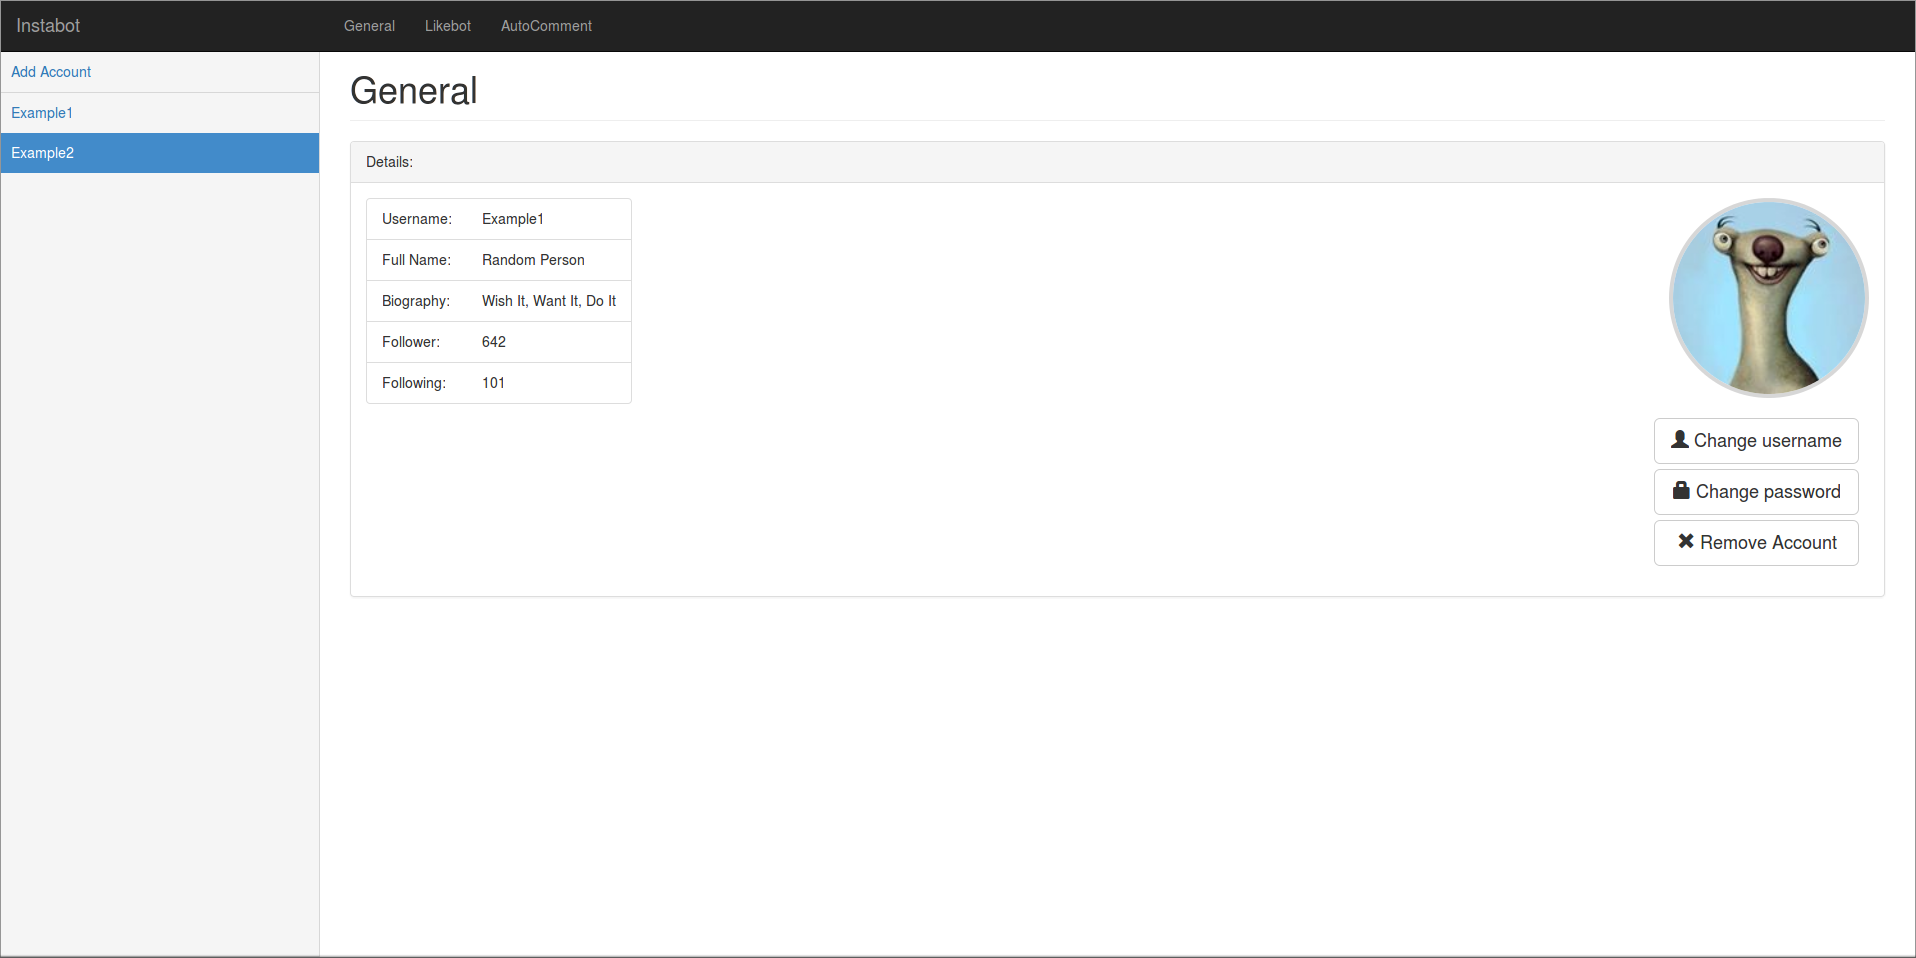 Instabot General Likebot AutoComment
Add Account
Example1
Example2
General
Details:
Username: Example1
Full Name: Random Person
Biography: Wish It, Want It, Do It
Follower: 642
Following: 101
Change username
Change password
Remove Account